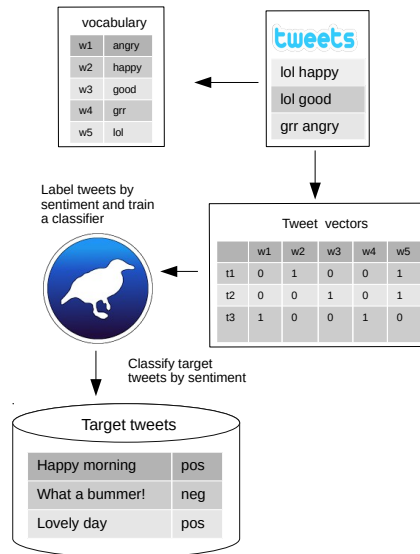 vocabulary
w1 angry
w2 happy
w3 good
w4 grr
w5 lol
tweets
lol happy
lol good
grr angry
Label tweets by
sentiment and train
a classifier
Tweet vectors
w1 w2 w3 w4 w5
t1 0 1 0 0 1
t2 0 0 1 0 1
t3 1 0 0 1 0
Classify target
tweets by sentiment
Target tweets
Happy morning pos
What a bummer! neg
Lovely day pos